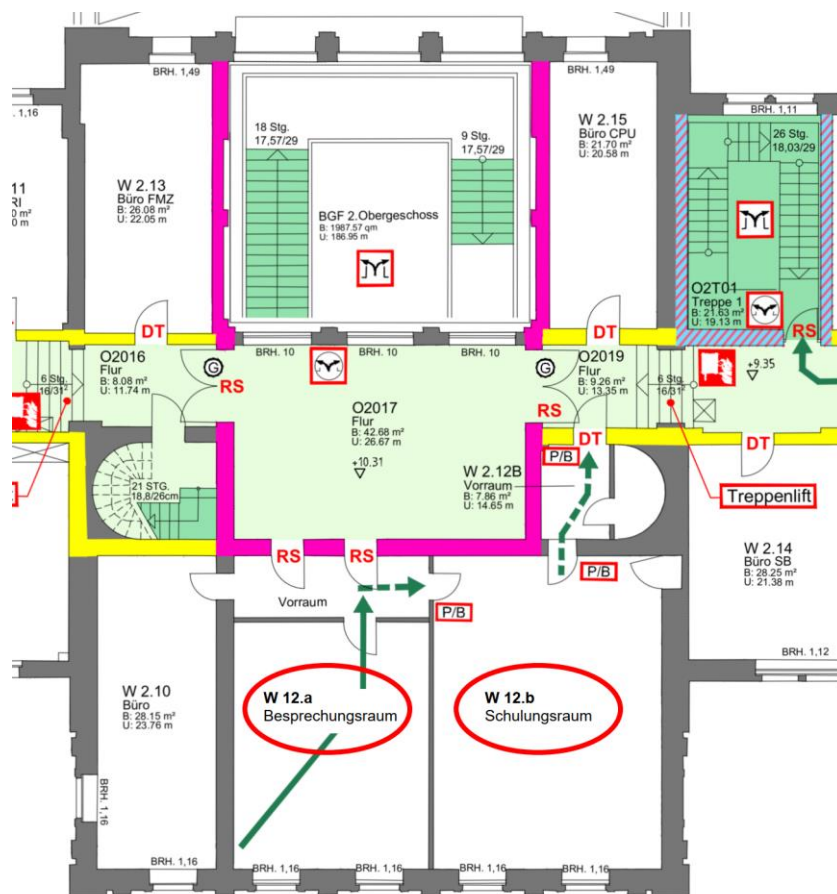 BRH. 1,49
BRH. 1,49
BRH. 1,11
1,16
18 Stg.
17,57/29
9 Stg.
17,57/29
26 Stg.
18,03/29
W 2.15
Büro CPU
B: 21.70 m²
U: 20.58 m
W 2.13
Büro FMZ
B: 26.08 m²
U: 22.05 m
11
RI
0 m²
0 m
BGF 2.Obergeschoss
B: 1987.57 qm
U: 186.95 m
O2T01
Treppe 1
B: 21.63 m²
U: 19.13 m
RS
DT
DT
BRH. 10
BRH. 10
BRH. 10
O2016
Flur
B: 8.08 m²
U: 11.74 m
6 Stg.
16/31²
G
RS
G
RS
O2019
Flur
B: 9.26 m²
U: 13.35 m
6 Stg.
16/31²
+9.35
O2017
Flur
B: 42.68 m²
U: 26.67 m
+10.31
DT
DT
P/B
W 2.12B
Vorraum
B: 7.86 m²
U: 14.65 m
21 STG.
18,8/26cm
Treppenlift
W 2.14
Büro SB
B: 28.25 m²
U: 21.38 m
RS
RS
P/B
Vorraum
P/B
BRH. 1,12
W 2.10
Büro
B: 28.15 m²
U: 23.76 m
W 12.a
Besprechungsraum
W 12.b
Schulungsraum
BRH. 1,16
BRH. 1,16
BRH. 1,16
BRH. 1,16
BRH. 1,16
BRH. 1,16